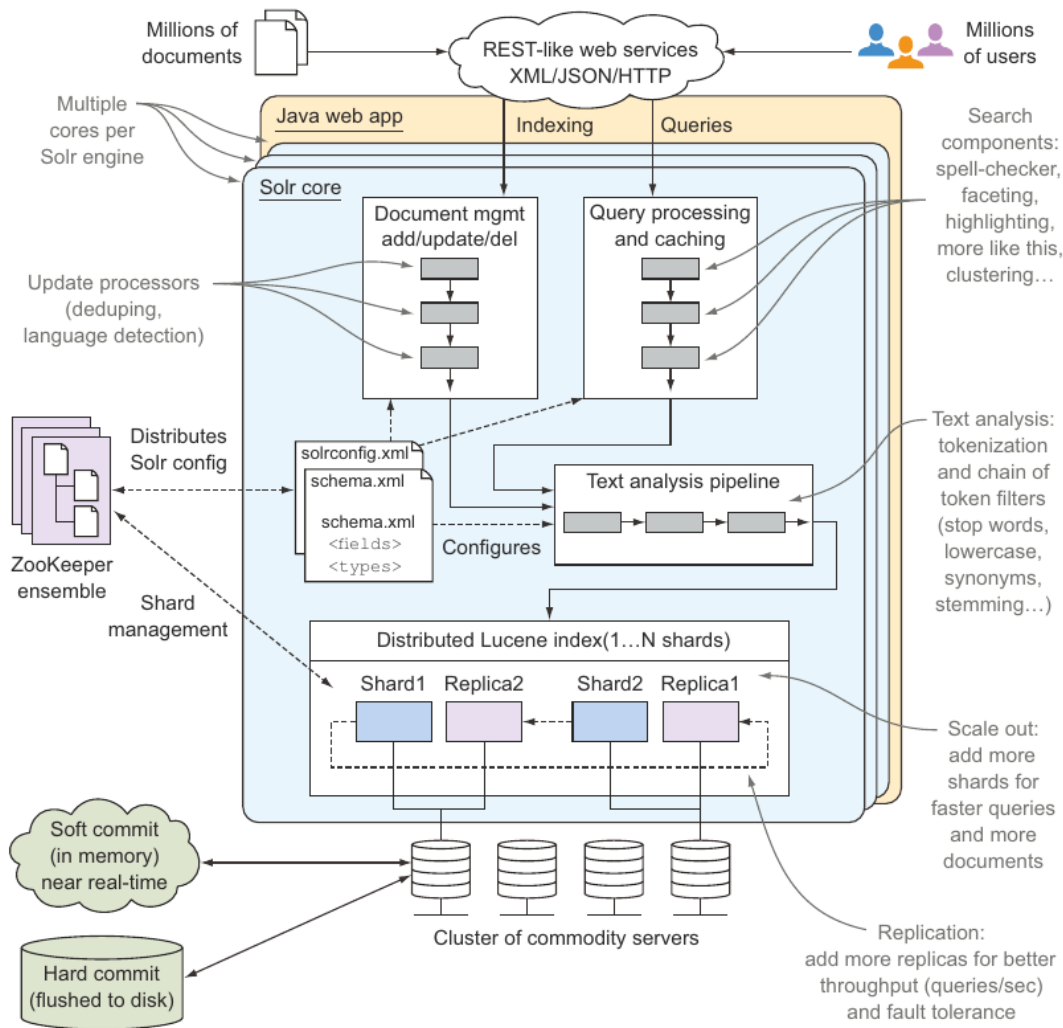 Millions of
documents
REST-like web services
XML/JSON/HTTP
Millions
of users
Multiple
cores per
Solr engine
Java web app
Indexing
Queries
Search
components:
spell-checker,
faceting,
highlighting,
more like this,
clustering…
Solr core
Document mgmt
add/update/del
Query processing
and caching
Update processors
(deduping,
language detection)
Distributes
Solr config
solrconfig.xml
schema.xml
schema.xml
<fields>
<types>
Configures
Text analysis pipeline
Text analysis:
tokenization
and chain of
token filters
(stop words,
lowercase,
synonyms,
stemming…)
ZooKeeper
ensemble
Shard
management
Distributed Lucene index(1…N shards)
Shard1
Replica2
Shard2
Replica1
Scale out:
add more
shards for
faster queries
and more
documents
Soft commit
(in memory)
near real-time
Cluster of commodity servers
Hard commit
(flushed to disk)
Replication:
add more replicas for better
throughput (queries/sec)
and fault tolerance